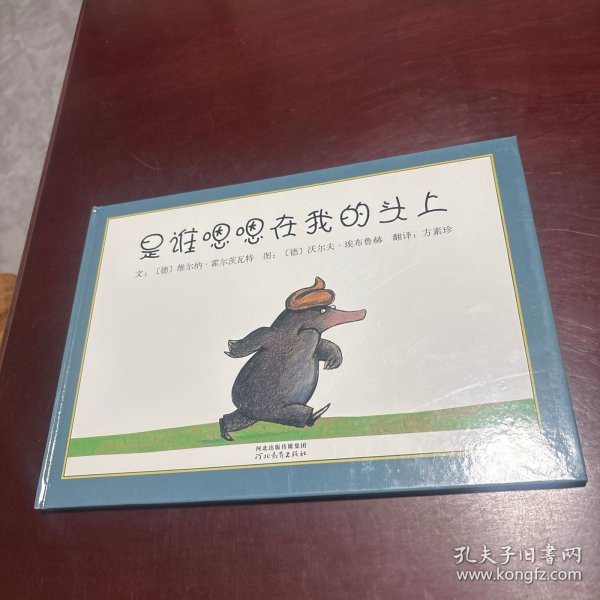 是谁嗯嗯在我的头上
文：〔德〕维尔纳·霍尔茨瓦特 图：〔德〕沃尔夫·埃布鲁赫 翻译：方素珍
河北出版传媒集团
河北教育出版社
孔夫子旧书网
www.kongfz.com